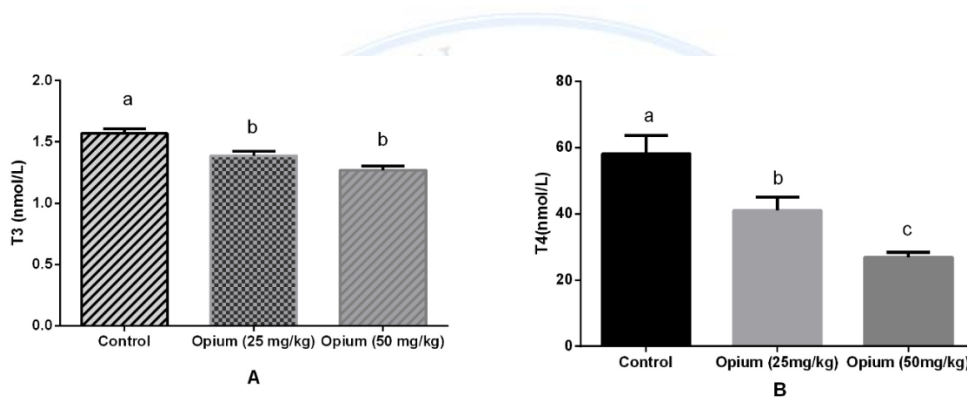 2.0
1.5
1.0
0.5
0.0
T3 (nmol/L)
a
b
b
Control
Opium (25 mg/kg)
Opium (50 mg/kg)
A
80
60
40
20
0
T4(nmol/L)
a
b
c
Control
Opium (25mg/kg)
Opium (50mg/kg)
B